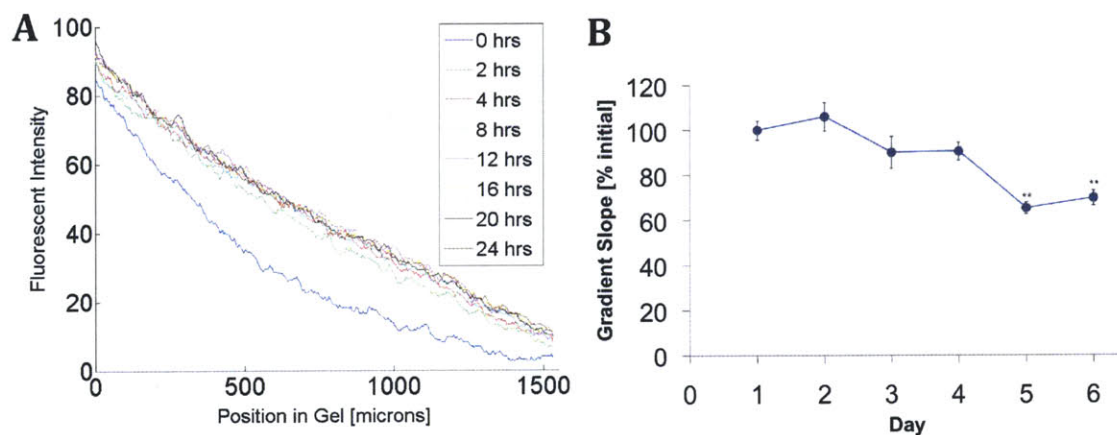 A
100
80
60
40
20
0
Fluorescent Intensity
0 500 1000 1500
Position in Gel [microns]
0 hrs
2 hrs
4 hrs
8 hrs
12 hrs
16 hrs
20 hrs
24 hrs
B
120
100
80
60
40
20
0
Gradient Slope [% initial]
** **
0 1 2 3 4 5 6
Day